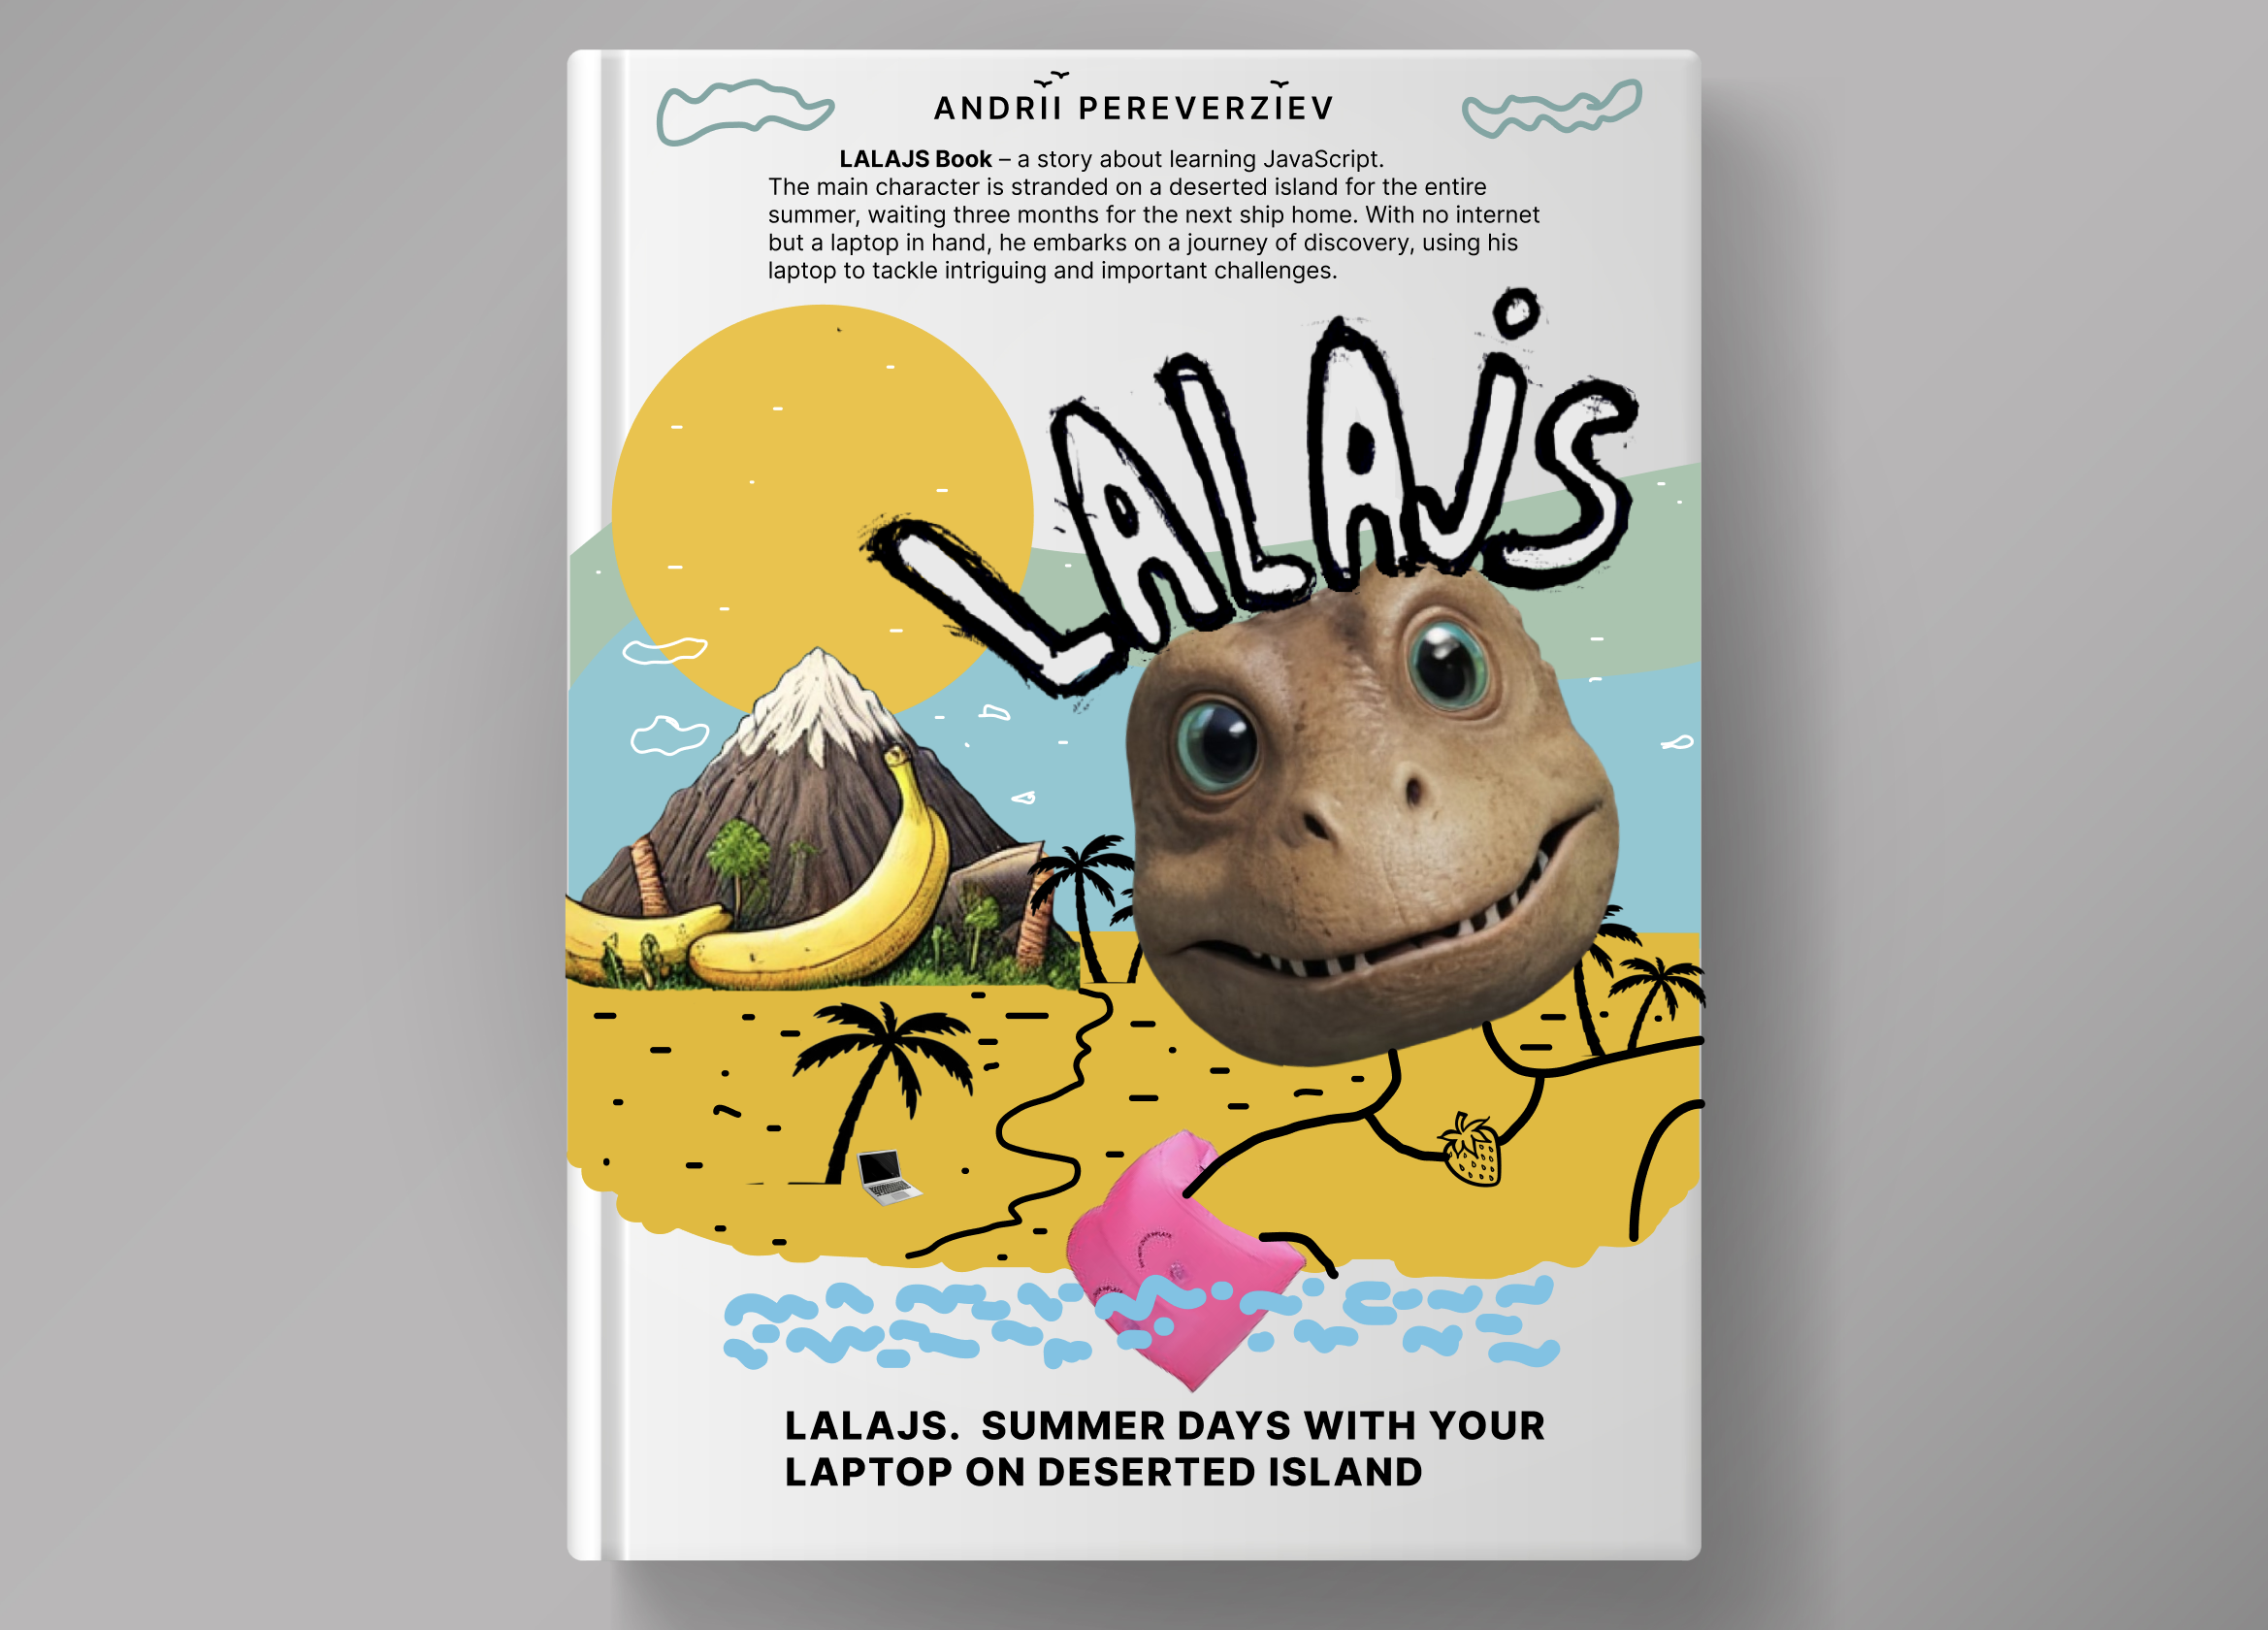 ANDRII PEREVERZIEV
LALAJS Book – a story about learning JavaScript.
The main character is stranded on a deserted island for the entire
summer, waiting three months for the next ship home. With no internet
but a laptop in hand, he embarks on a journey of discovery, using his
laptop to tackle intriguing and important challenges.
LALAJS
LALAJS. SUMMER DAYS WITH YOUR
LAPTOP ON DESERTED ISLAND